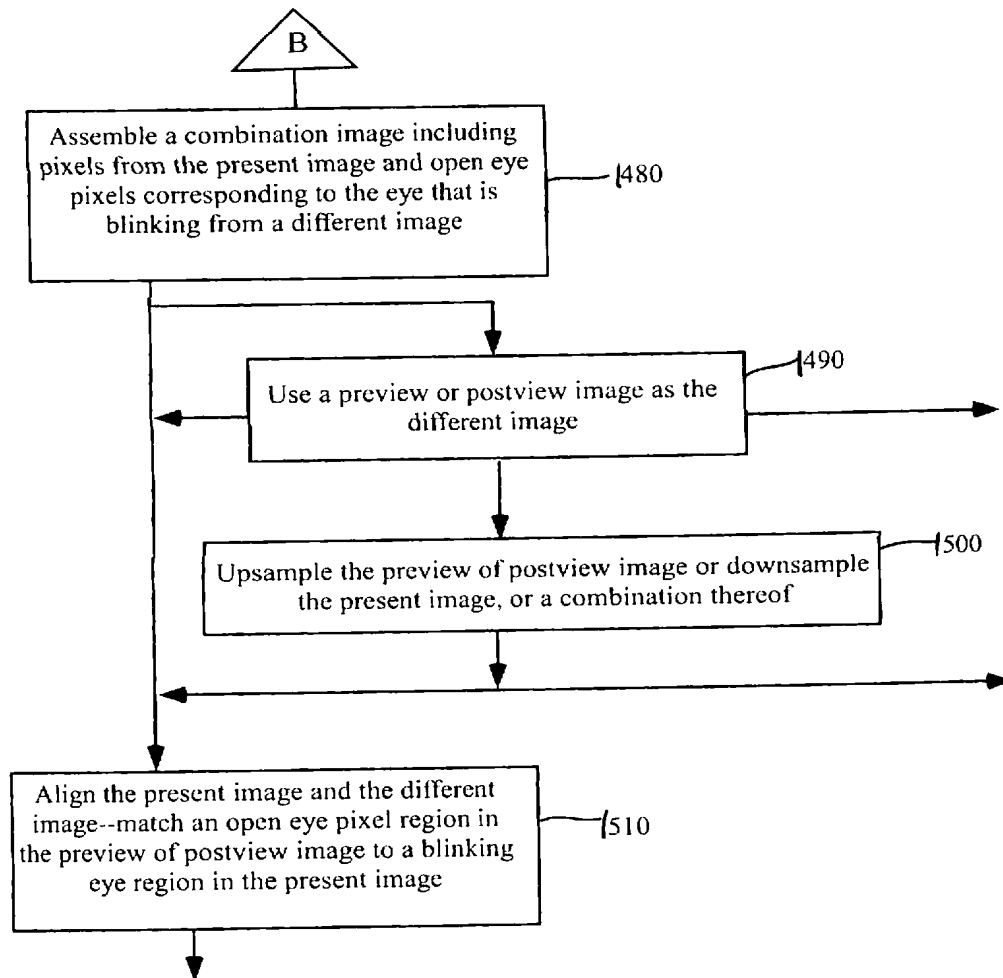 B
Assemble a combination image including
pixels from the present image and open eye
pixels corresponding to the eye that is
blinking from a different image
480
Use a preview or postview image as the
different image
490
Upsample the preview of postview image or downsample
the present image, or a combination thereof
500
Align the present image and the different
image--match an open eye pixel region in
the preview of postview image to a blinking
eye region in the present image
510